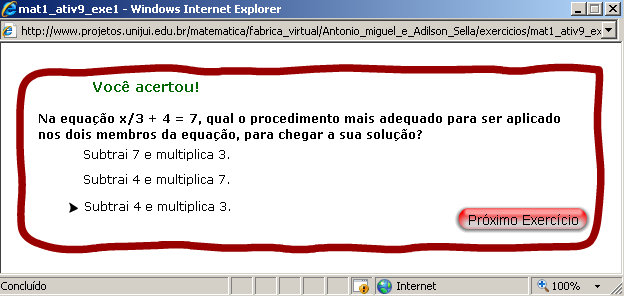 mat1_ativ9_exe1 - Windows Internet Explorer
http://www.projetos.unijui.edu.br/matematica/fabrica_virtual/Antonio_miguel_e_Adilson_Sella/exercicios/mat1_ativ9_ex
Você acertou!
Na equação x/3 + 4 = 7, qual o procedimento mais adequado para ser aplicado
nos dois membros da equação, para chegar a sua solução?
Subtrai 7 e multiplica 3.
Subtrai 4 e multiplica 7.
Subtrai 4 e multiplica 3.
Próximo Exercício
Concluído
Internet
100%